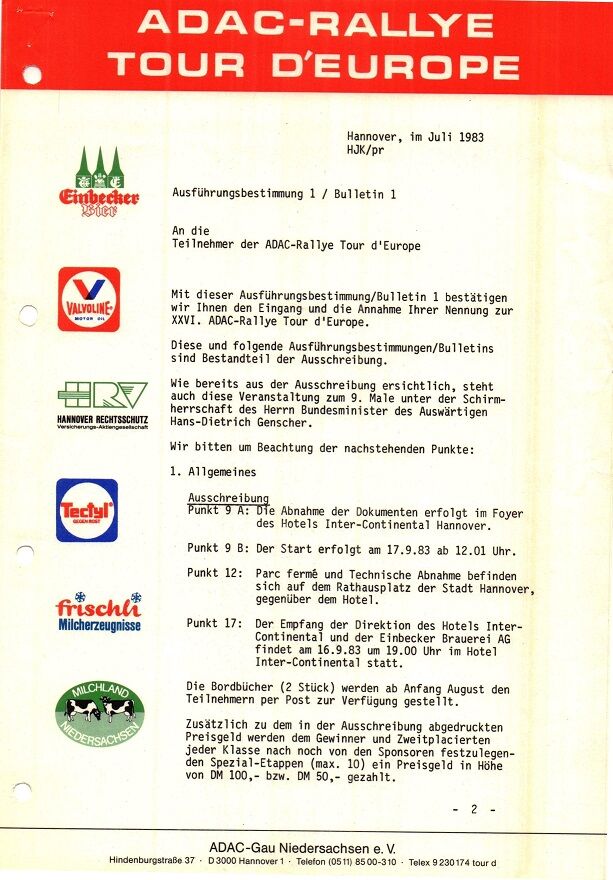 ADAC-RALLYE
TOUR D'EUROPE
Hannover, im Juli 1983
HJK/pr
Einbecker
Bier
Ausführungsbestimmung 1 / Bulletin 1
An die
Teilnehmer der ADAC-Rallye Tour d'Europe
VALVOLINE
MOTOR OIL
Mit dieser Ausführungsbestimmung/Bulletin 1 bestätigen
wir Ihnen den Eingang und die Annahme Ihrer Nennung zur
XXVI. ADAC-Rallye Tour d'Europe.
Diese und folgende Ausführungsbestimmungen/Bulletins
sind Bestandteil der Ausschreibung.
HRV
HANNOVER RECHTSSCHUTZ
Versicherungs-Aktiengesellschaft
Wie bereits aus der Ausschreibung ersichtlich, steht
auch diese Veranstaltung zum 9. Male unter der Schirm-
herrschaft des Herrn Bundesminister des Auswärtigen
Hans-Dietrich Genscher.
Wir bitten um Beachtung der nachstehenden Punkte:
1. Allgemeines
Tectyl
GEGEN ROST
Ausschreibung
Punkt 9 A: Die Abnahme der Dokumenten erfolgt im Foyer
des Hotels Inter-Continental Hannover.
Punkt 9 B: Der Start erfolgt am 17.9.83 ab 12.01 Uhr.
Punkt 12: Parc fermé und Technische Abnahme befinden
sich auf dem Rathausplatz der Stadt Hannover,
gegenüber dem Hotel.
frischli
Milcherzeugnisse
Punkt 17: Der Empfang der Direktion des Hotels Inter-
Continental und der Einbecker Brauerei AG
findet am 16.9.83 um 19.00 Uhr im Hotel
Inter-Continental statt.
MILCHLAND
NIEDERSACHSEN
Die Bordbücher (2 Stück) werden ab Anfang August den
Teilnehmern per Post zur Verfügung gestellt.
Zusätzlich zu dem in der Ausschreibung abgedruckten
Preisgeld werden dem Gewinner und Zweitplacierten
jeder Klasse nach noch von den Sponsoren festzulegen-
den Spezial-Etappen (max. 10) ein Preisgeld in Höhe
von DM 100,- bzw. DM 50,- gezahlt.
- 2 -
ADAC-Gau Niedersachsen e. V.
Hindenburgstraße 37 · D 3000 Hannover 1 · Telefon (05 11) 85 00-310 · Telex 9 230 174 tour d